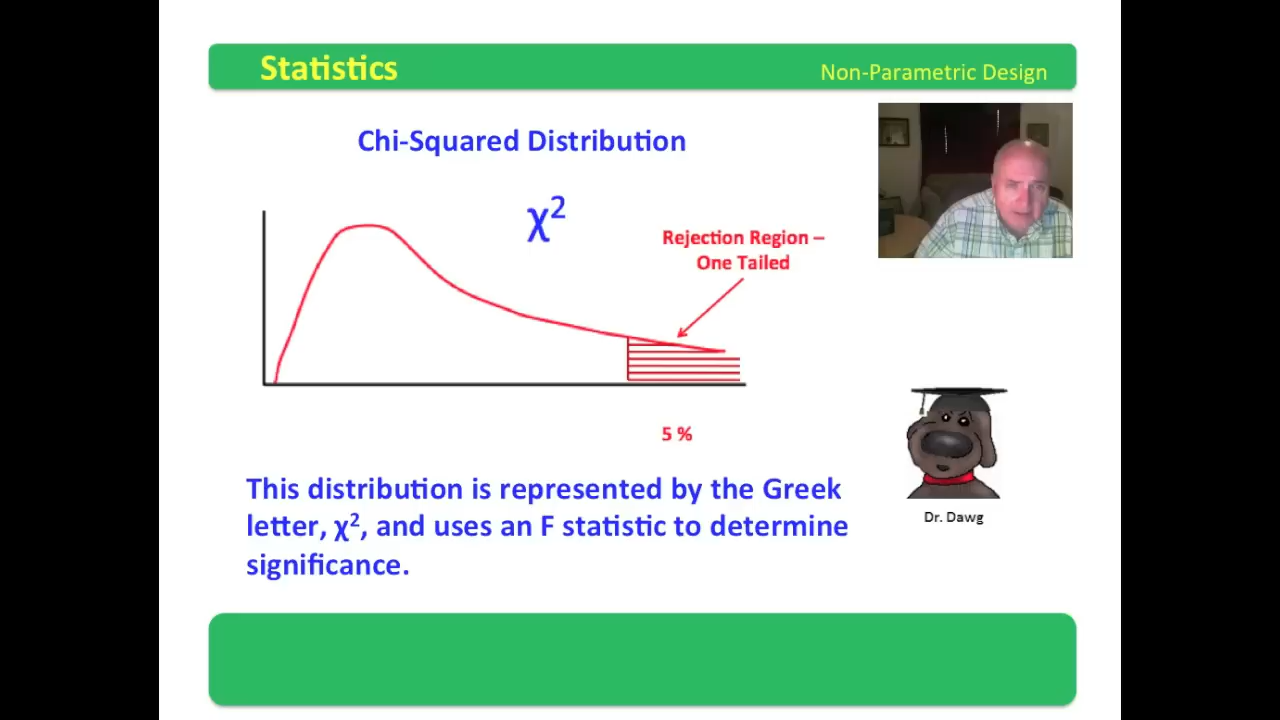 Statistics
Non-Parametric Design
Chi-Squared Distribution
χ²
Rejection Region –
One Tailed
5 %
This distribution is represented by the Greek
letter, χ², and uses an F statistic to determine
significance.
Dr. Dawg